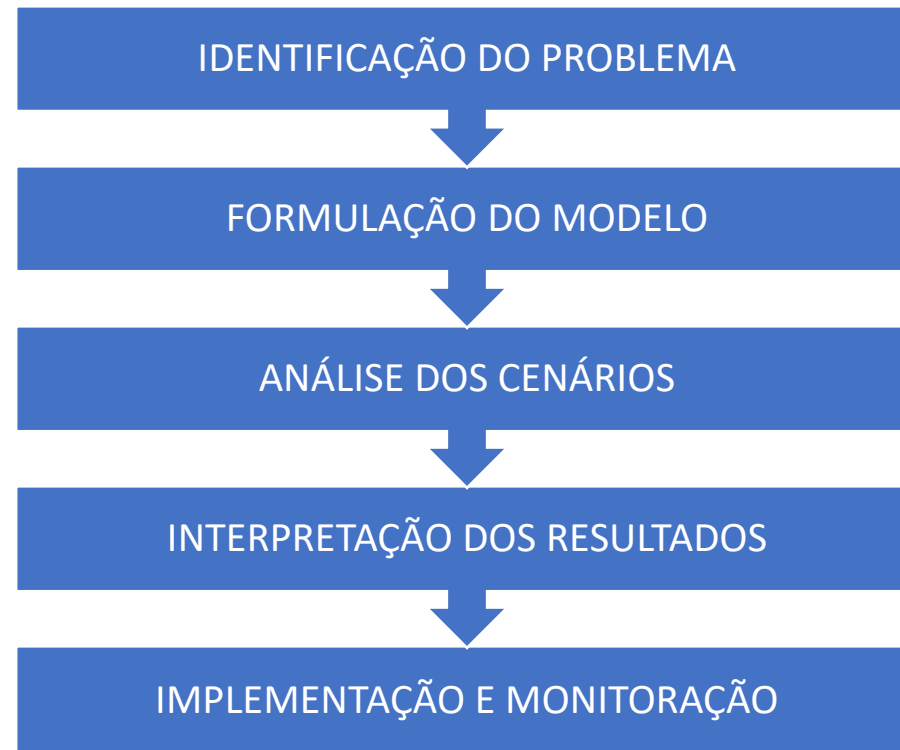 IDENTIFICAÇÃO DO PROBLEMA
FORMULAÇÃO DO MODELO
ANÁLISE DOS CENÁRIOS
INTERPRETAÇÃO DOS RESULTADOS
IMPLEMENTAÇÃO E MONITORAÇÃO